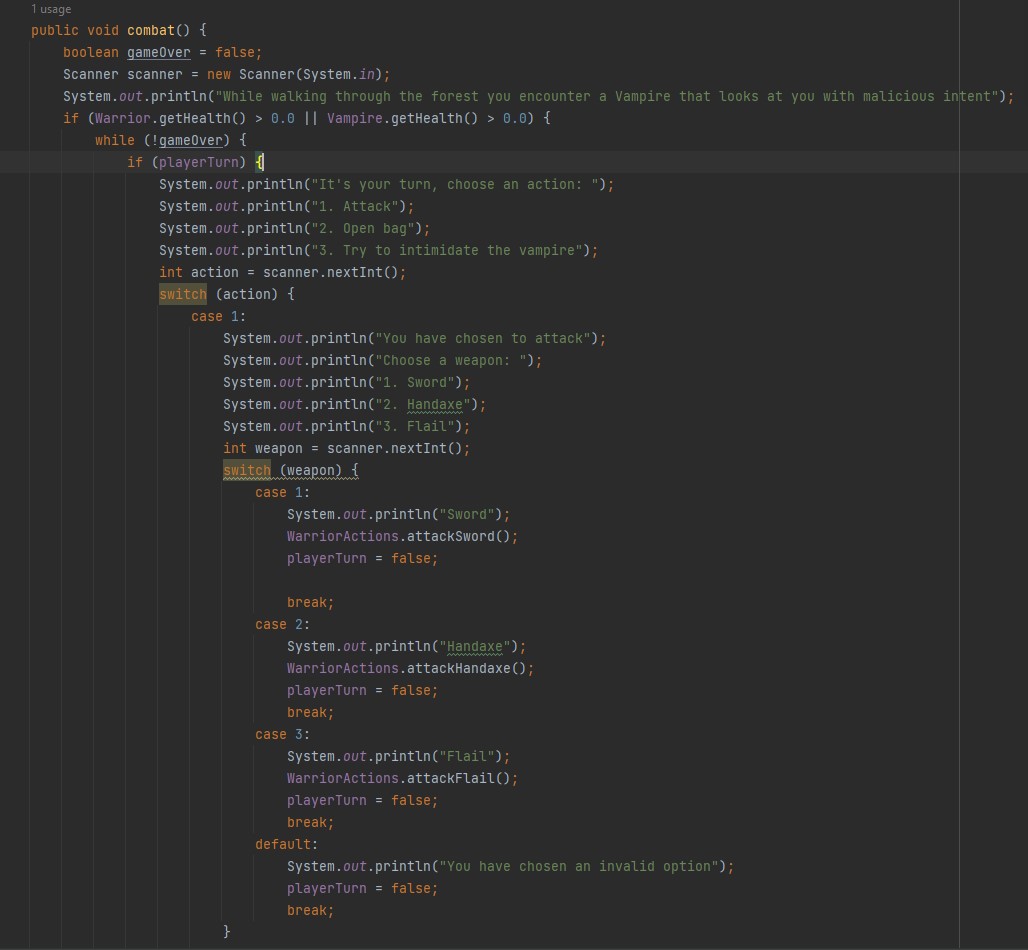 1 usage
public void combat() {
    boolean gameOver = false;
    Scanner scanner = new Scanner(System.in);
    System.out.println("While walking through the forest you encounter a Vampire that looks at you with malicious intent");
    if (Warrior.getHealth() > 0.0 || Vampire.getHealth() > 0.0) {
        while (!gameOver) {
            if (playerTurn) {
                System.out.println("It's your turn, choose an action: ");
                System.out.println("1. Attack");
                System.out.println("2. Open bag");
                System.out.println("3. Try to intimidate the vampire");
                int action = scanner.nextInt();
                switch (action) {
                    case 1:
                        System.out.println("You have chosen to attack");
                        System.out.println("Choose a weapon: ");
                        System.out.println("1. Sword");
                        System.out.println("2. Handaxe");
                        System.out.println("3. Flail");
                        int weapon = scanner.nextInt();
                        switch (weapon) {
                            case 1:
                                System.out.println("Sword");
                                WarriorActions.attackSword();
                                playerTurn = false;

                                break;
                            case 2:
                                System.out.println("Handaxe");
                                WarriorActions.attackHandaxe();
                                playerTurn = false;
                                break;
                            case 3:
                                System.out.println("Flail");
                                WarriorActions.attackFlail();
                                playerTurn = false;
                                break;
                            default:
                                System.out.println("You have chosen an invalid option");
                                playerTurn = false;
                                break;
                        }